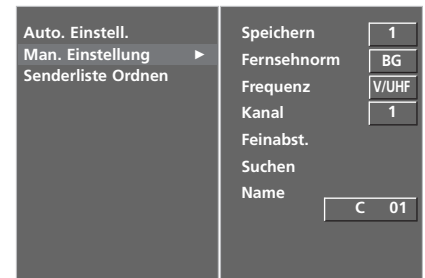 Auto. Einstell.
Man. Einstellung ►
Senderliste Ordnen
Speichern 1
Fernsehnorm BG
Frequenz V/UHF
Kanal 1
Feinabst.
Suchen
Name
C 01